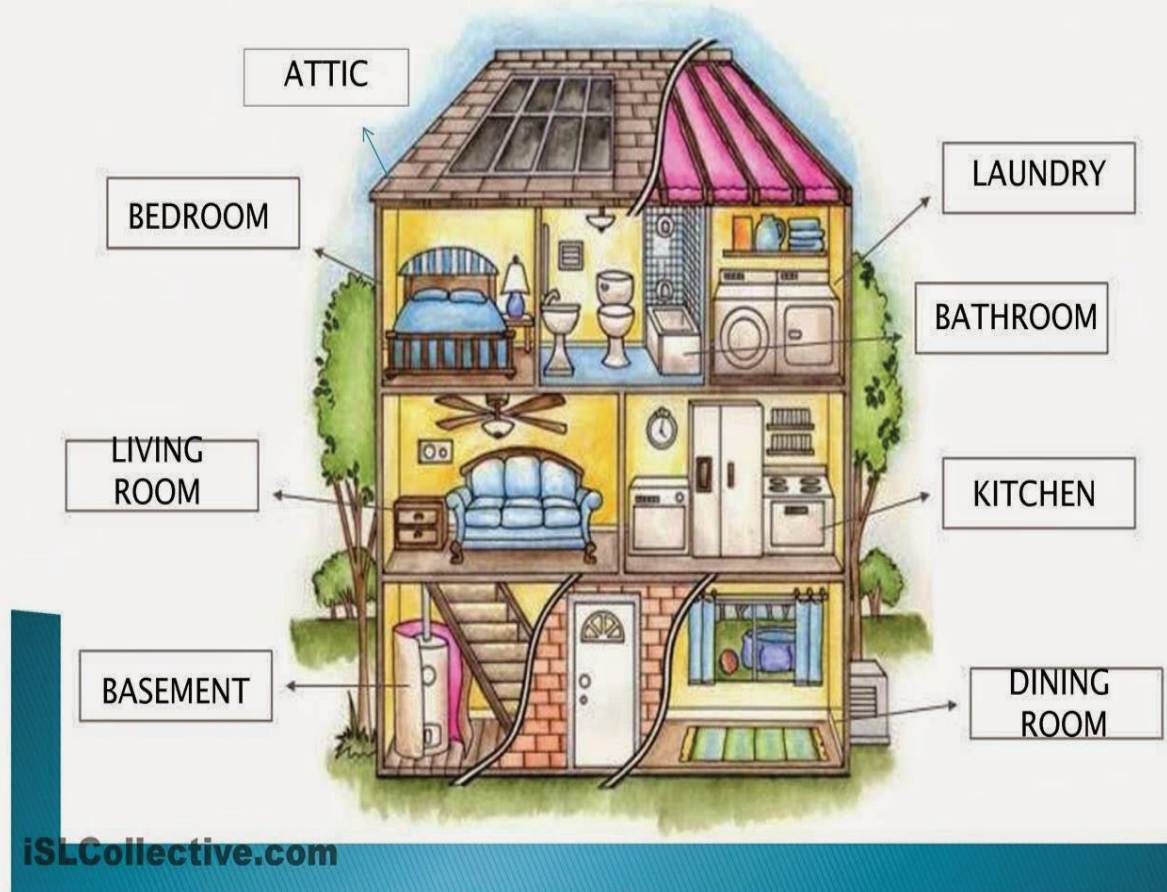 ATTIC
LAUNDRY
BEDROOM
BATHROOM
LIVING
ROOM
KITCHEN
BASEMENT
DINING
ROOM
iSLCollective.com